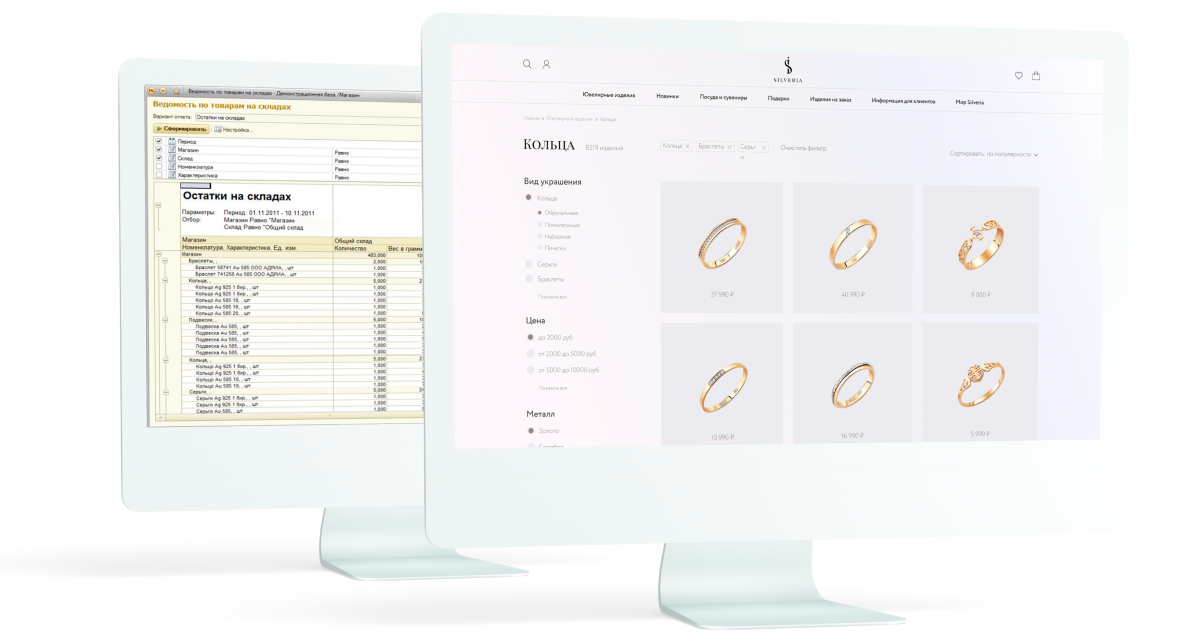 Ведомость по товарам на складах - Демонстрационная база /Магазин
Ведомость по товарам на складах
Вариант отчета: Остатки на складах
Сформировать Настройка...
Период
Магазин Равно
Склад Равно
Номенклатура Равно
Характеристика Равно
Остатки на складах
Параметры: Период: 01.11.2011 - 10.11.2011
Отбор: Магазин Равно "Магазин
Склад Равно "Общий склад
Магазин Общий склад
Номенклатура, Характеристика, Ед. изм. Количество Вес в грамм
Магазин 483,000
Браслеты, , 2,000
Браслет 58741 Au 585 ООО АДРИА, , шт 1,000
Браслет 741258 Au 585 ООО АДРИА, , шт 1,000
Кольца, , 5,000
Кольцо Ag 925 1 бир., , шт 1,000
Кольцо Ag 925 1 бир., , шт 1,000
Кольцо Au 585 18, , шт 1,000
Кольцо Au 585 19, , шт 1,000
Кольцо Au 585 20, , шт 1,000
Подвески, , 5,000
Подвеска Au 585, , шт 1,000
Подвеска Au 585, , шт 1,000
Подвеска Au 585, , шт 1,000
Подвеска Au 585, , шт 1,000
Подвеска Au 585, , шт 1,000
Кольца, , 5,000
Кольцо Ag 925 1 бир., , шт 1,000
Кольцо Ag 925 1 бир., , шт 1,000
Кольцо Au 585 18, , шт 1,000
Кольцо Au 585 19, , шт 1,000
Серьги, , 5,000
Серьги Ag 925 1 бир., , шт 1,000
Серьги Ag 925 1 бир., , шт 1,000
Серьги Au 585, , шт 1,000
SILVERIA
Ювелирные изделия Новинки Посуда и сувениры Подарки Изделия на заказ Информация для клиентов Мир Silveria
Главная Ювелирные изделия Кольца
КОЛЬЦА 8219 изделий Кольца × Браслеты × Серьг × Очистить фильтр Сортировать: по популярности
и
Вид украшения
Кольца
Обручальные
Помолвочные
Наборные
Печатки
Серьги
Браслеты
Показать все
Цена
до 2000 руб
от 2000 до 5000 руб
от 5000 до 10000 руб
Показать все
Металл
Золото
Серебро
37 990 ₽ 40 990 ₽ 9 000 ₽
10 990 ₽ 16 990 ₽ 5 990 ₽